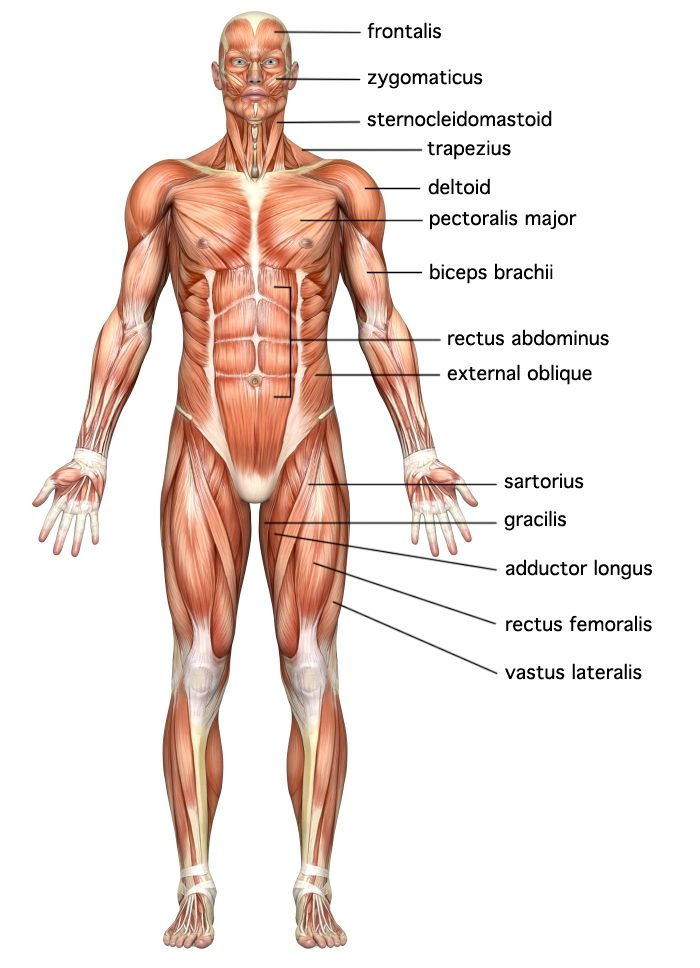 frontalis
zygomaticus
sternocleidomastoid
trapezius
deltoid
pectoralis major
biceps brachii
rectus abdominus
external oblique
sartorius
gracilis
adductor longus
rectus femoralis
vastus lateralis